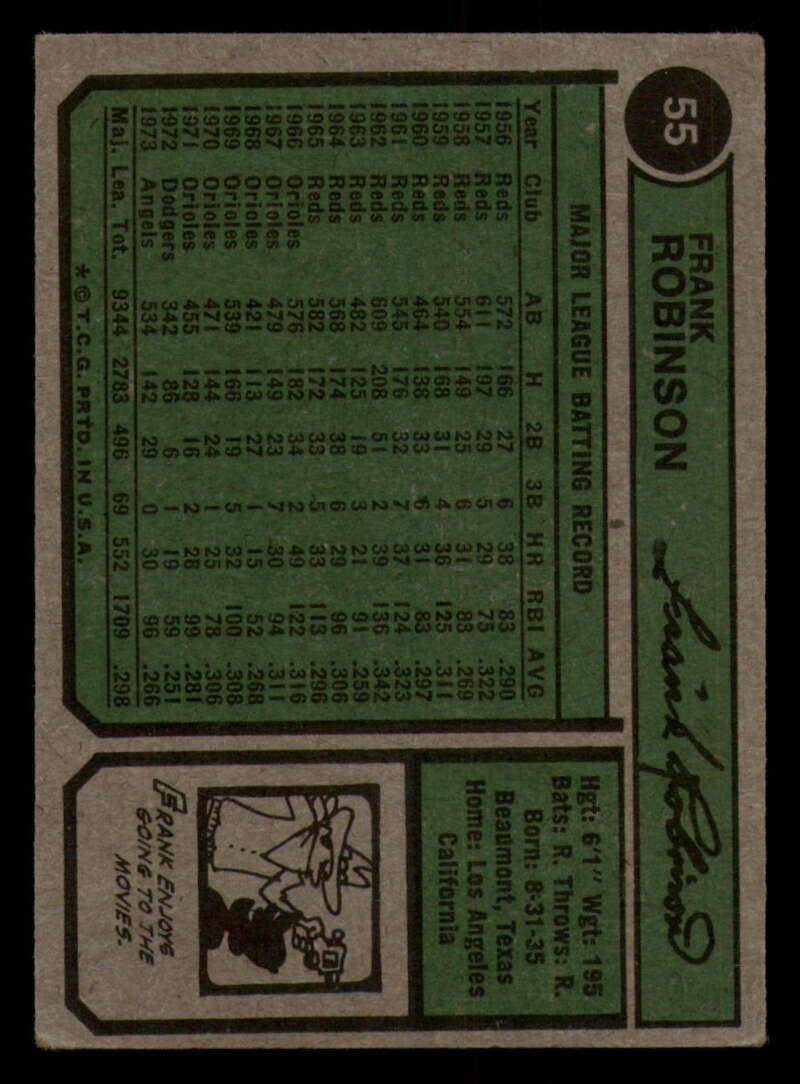 55
FRANK
ROBINSON
Frank Robinson
MAJOR LEAGUE BATTING RECORD
Year Club AB H 2B 3B HR RBI AVG
1956 Reds 572 166 27 6 38 83 .290
1957 Reds 611 197 29 5 29 75 .322
1958 Reds 554 149 25 6 31 83 .269
1959 Reds 540 168 31 4 36 125 .311
1960 Reds 464 138 33 6 31 83 .297
1961 Reds 545 176 32 7 37 124 .323
1962 Reds 609 208 51 2 39 136 .342
1963 Reds 482 125 19 3 21 91 .259
1964 Reds 568 174 38 6 29 96 .306
1965 Reds 582 172 33 5 33 113 .296
1966 Orioles 576 182 34 2 49 122 .316
1967 Orioles 479 149 23 7 30 94 .311
1968 Orioles 421 113 27 1 15 52 .268
1969 Orioles 539 166 19 5 32 100 .308
1970 Orioles 471 144 24 1 25 78 .306
1971 Orioles 455 128 16 2 28 99 .281
1972 Dodgers 342 86 6 1 19 59 .251
1973 Angels 534 142 29 0 30 96 .266
Maj. Lea. Tot. 9344 2783 496 69 552 1709 .298
* © T.C.G. PRTD. IN U.S.A.
Hgt: 6'1" Wgt: 195
Bats: R. Throws: R.
Born: 8-31-35
Beaumont, Texas
Home: Los Angeles
California
FRANK ENJOYS
GOING TO THE
MOVIES.